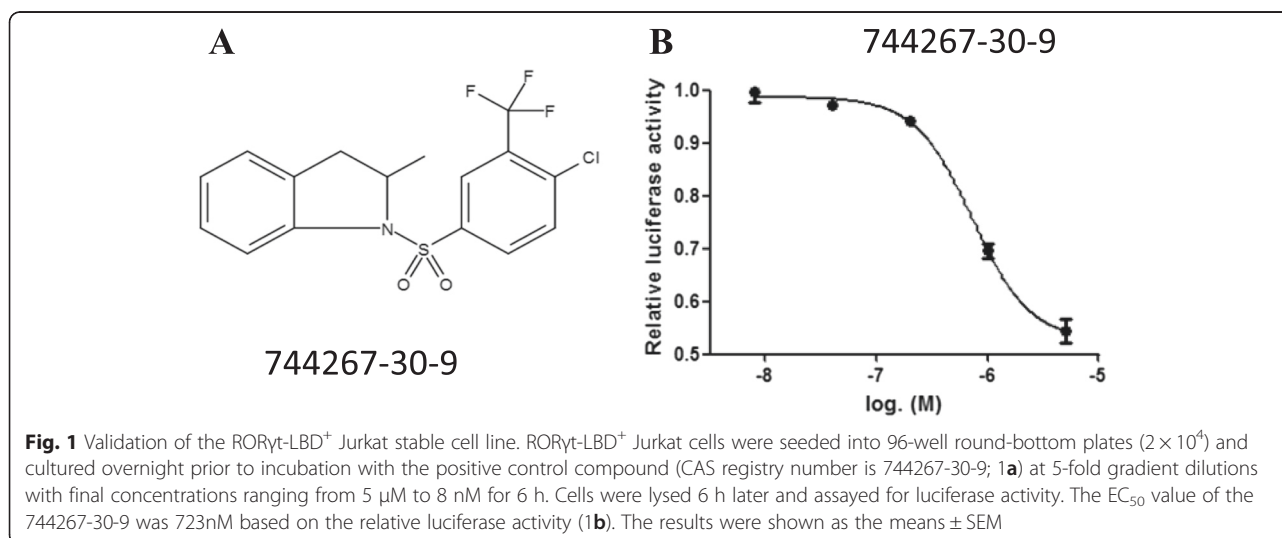 A
F
F
F
Cl
N
S
O
O
744267-30-9
B
744267-30-9
Relative luciferase activity
1.0
0.9
0.8
0.7
0.6
0.5
-8
-7
-6
-5
log. (M)
Fig. 1 Validation of the RORγt-LBD⁺ Jurkat stable cell line. RORγt-LBD⁺ Jurkat cells were seeded into 96-well round-bottom plates (2 × 10⁴) and
cultured overnight prior to incubation with the positive control compound (CAS registry number is 744267-30-9; 1a) at 5-fold gradient dilutions
with final concentrations ranging from 5 μM to 8 nM for 6 h. Cells were lysed 6 h later and assayed for luciferase activity. The EC₅₀ value of the
744267-30-9 was 723nM based on the relative luciferase activity (1b). The results were shown as the means ± SEM